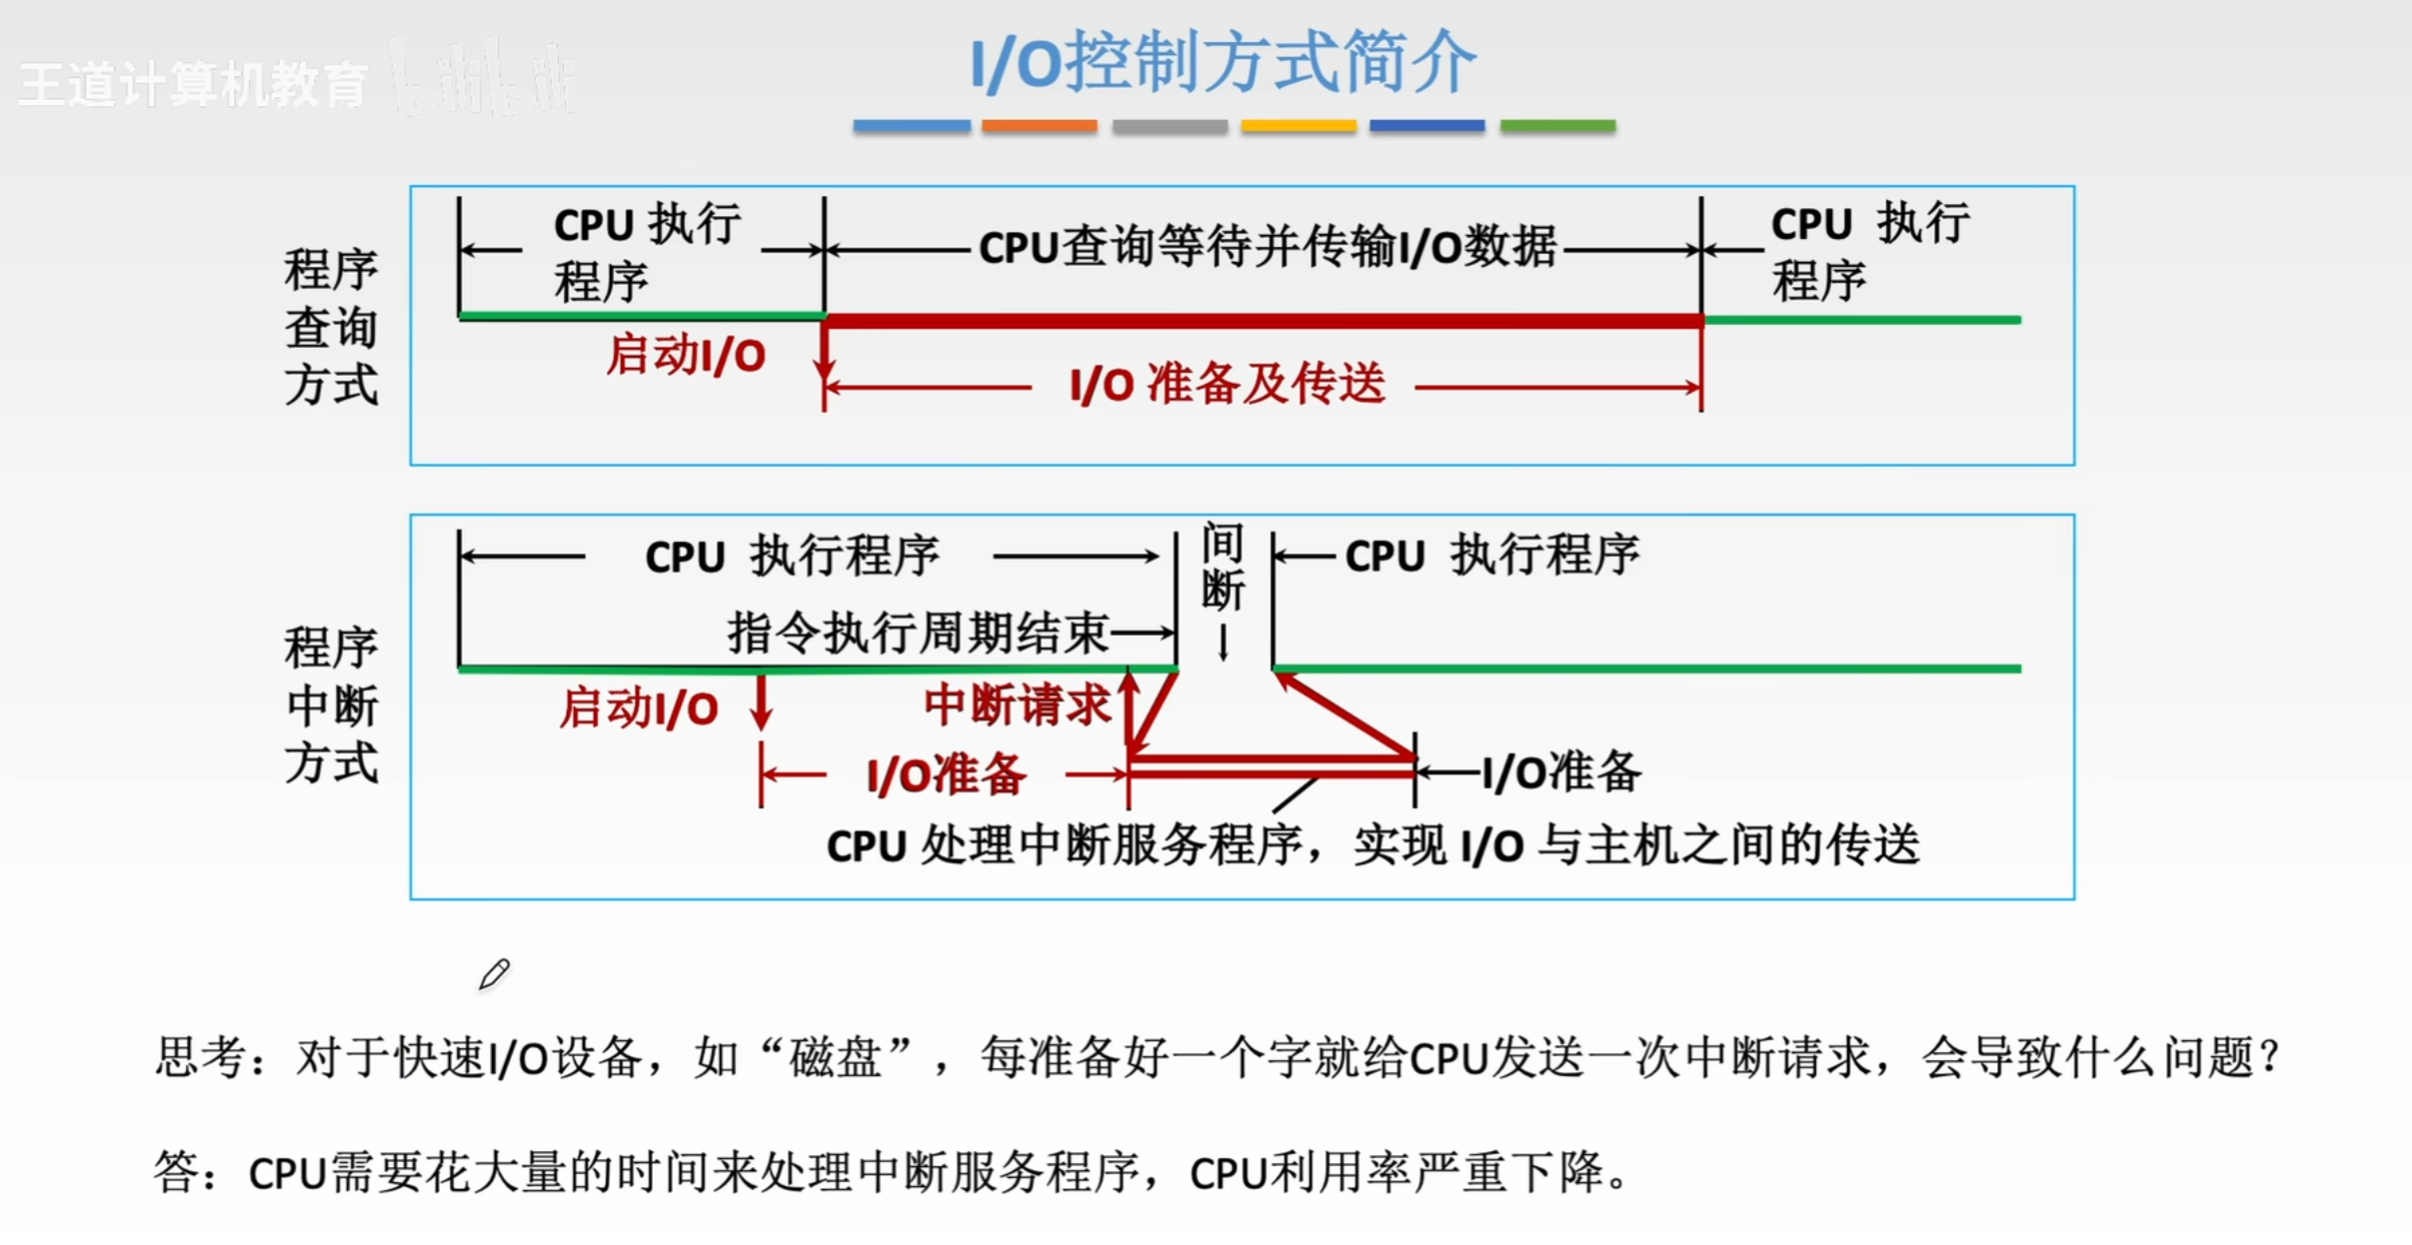 王道计算机教育 bilibili
I/O控制方式简介
程序
查询
方式
CPU 执行
程序
CPU查询等待并传输I/O数据
CPU 执行
程序
启动I/O
I/O 准备及传送
程序
中断
方式
CPU 执行程序
间
断
CPU 执行程序
指令执行周期结束
启动I/O
中断请求
I/O准备
I/O准备
CPU 处理中断服务程序，实现 I/O 与主机之间的传送
思考：对于快速I/O设备，如“磁盘”，每准备好一个字就给CPU发送一次中断请求，会导致什么问题？
答：CPU需要花大量的时间来处理中断服务程序，CPU利用率严重下降。